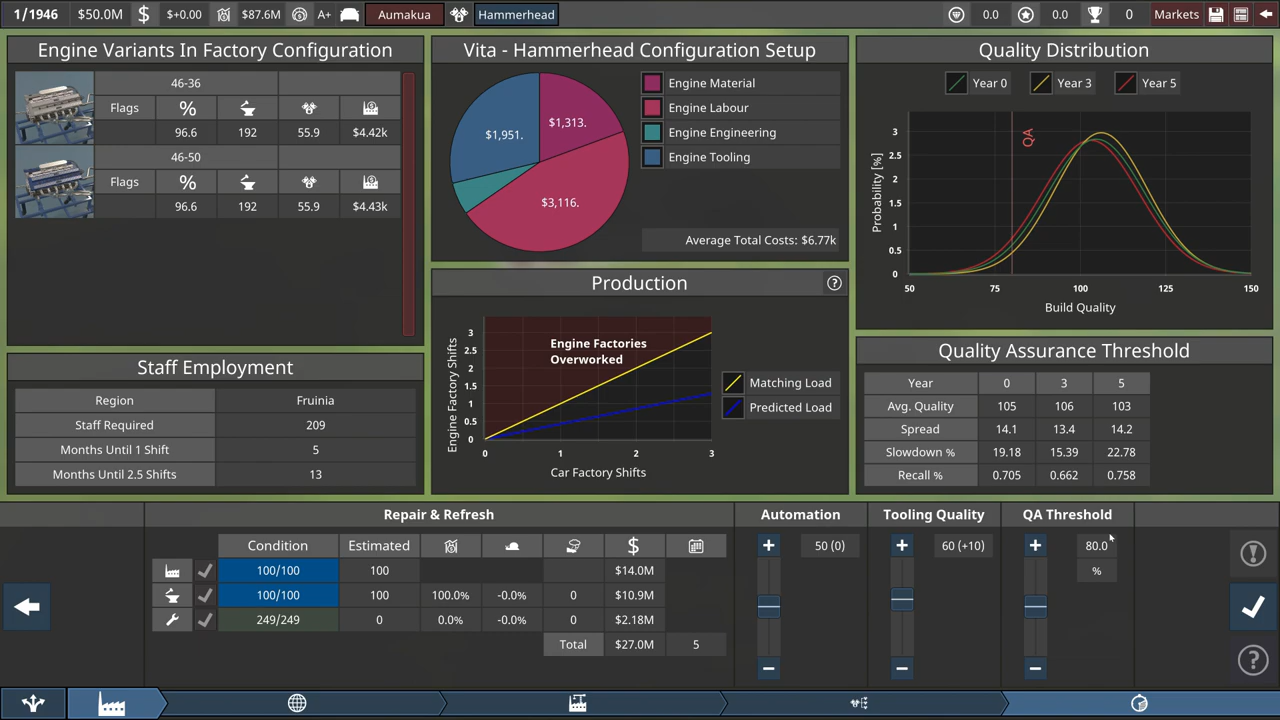 1/1946 $50.0M $ $+0.00 $87.6M A+ Aumakua Hammerhead 0.0 0.0 0 Markets
Engine Variants In Factory Configuration
46-36
Flags %
96.6 192 55.9 $4.42k
46-50
Flags %
96.6 192 55.9 $4.43k
Staff Employment
Region Fruinia
Staff Required 209
Months Until 1 Shift 5
Months Until 2.5 Shifts 13
Vita - Hammerhead Configuration Setup
$1,951.
$1,313.
$3,116.
Engine Material
Engine Labour
Engine Engineering
Engine Tooling
Average Total Costs: $6.77k
Production ?
Engine Factory Shifts
3
2.5
2
1.5
1
0.5
0
Engine Factories
Overworked
0 1 2 3
Car Factory Shifts
Matching Load
Predicted Load
Quality Distribution
Year 0 Year 3 Year 5
Probability [%]
3
2.5
2
1.5
1
0.5
0
QA
50 75 100 125 150
Build Quality
Quality Assurance Threshold
Year 0 3 5
Avg. Quality 105 106 103
Spread 14.1 13.4 14.2
Slowdown % 19.18 15.39 22.78
Recall % 0.705 0.662 0.758
Repair & Refresh
Condition Estimated $
100/100 100 $14.0M
100/100 100 100.0% -0.0% 0 $10.9M
249/249 0 0.0% -0.0% 0 $2.18M
Total $27.0M 5
Automation
+ 50 (0)
−
Tooling Quality
+ 60 (+10)
−
QA Threshold
+ 80.0
%
−
?